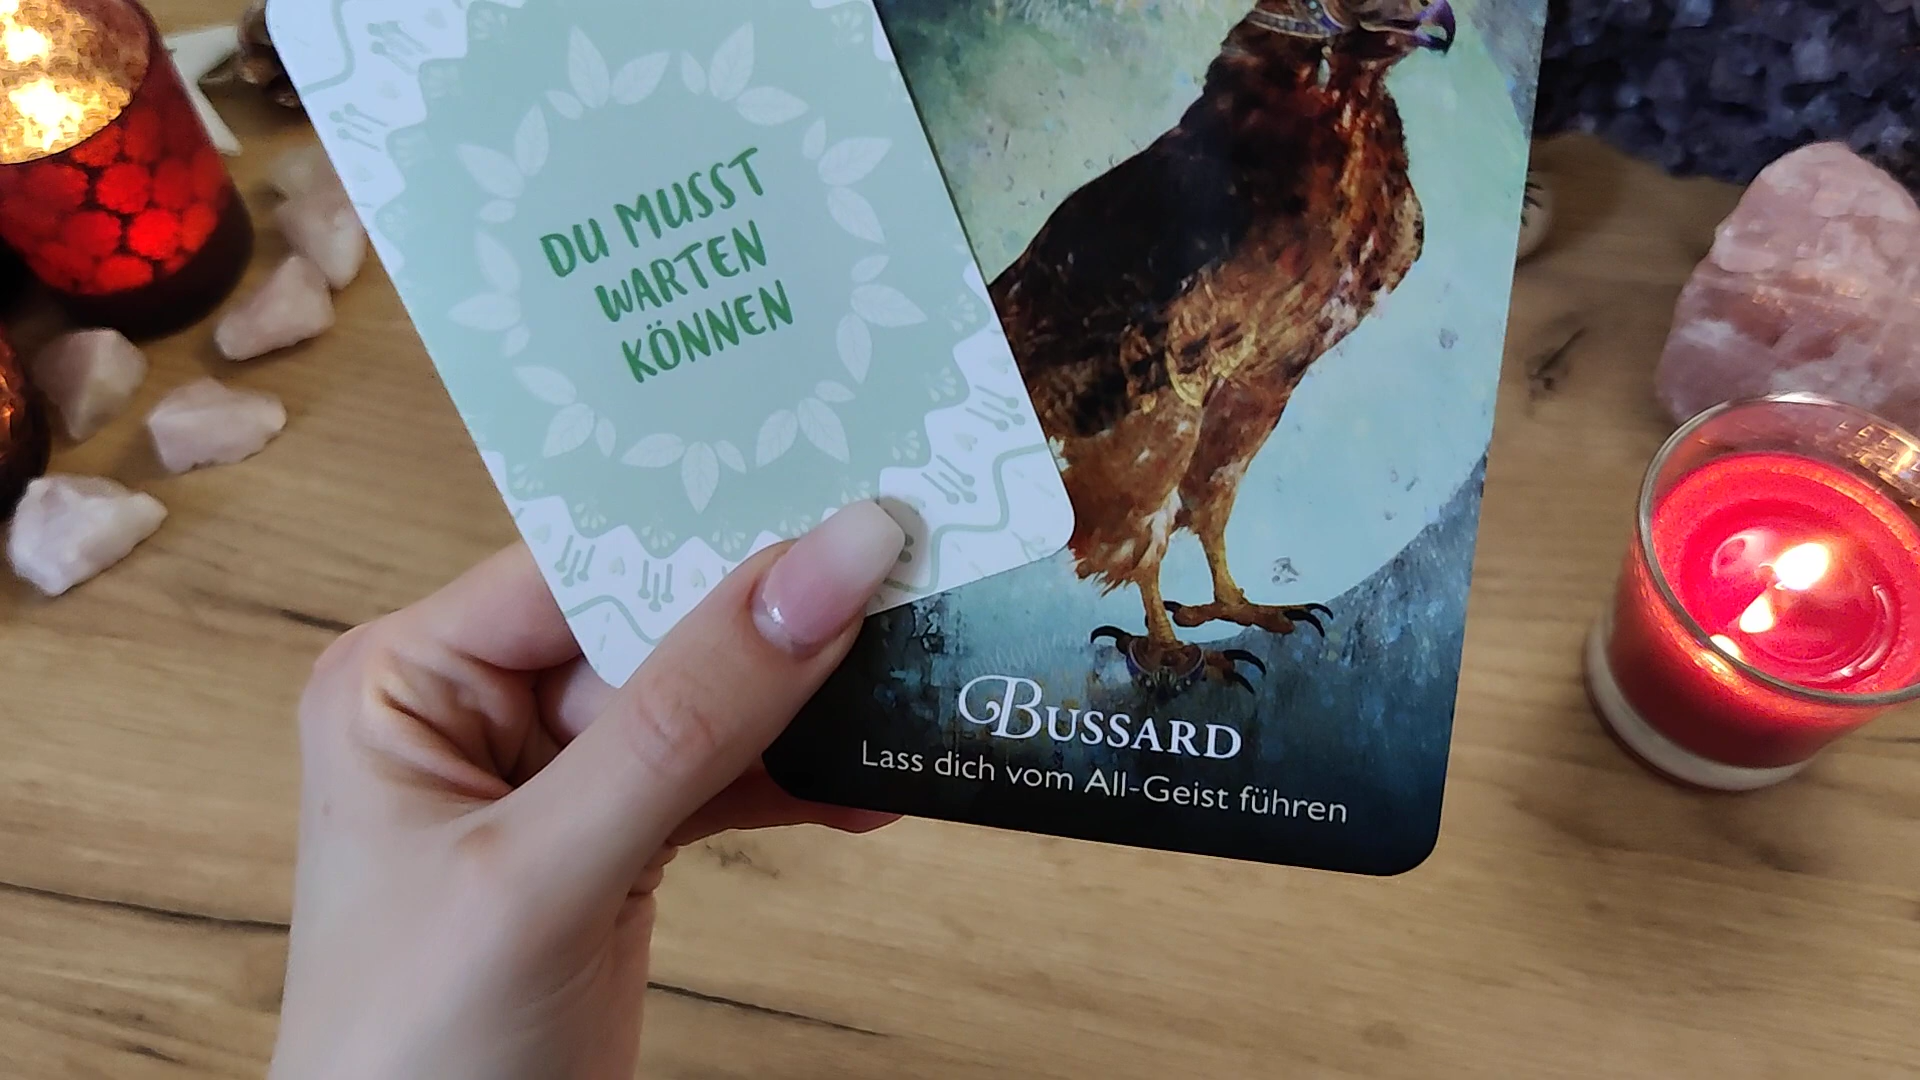 DU MUSST
WARTEN
KÖNNEN
BUSSARD
Lass dich vom All-Geist führen